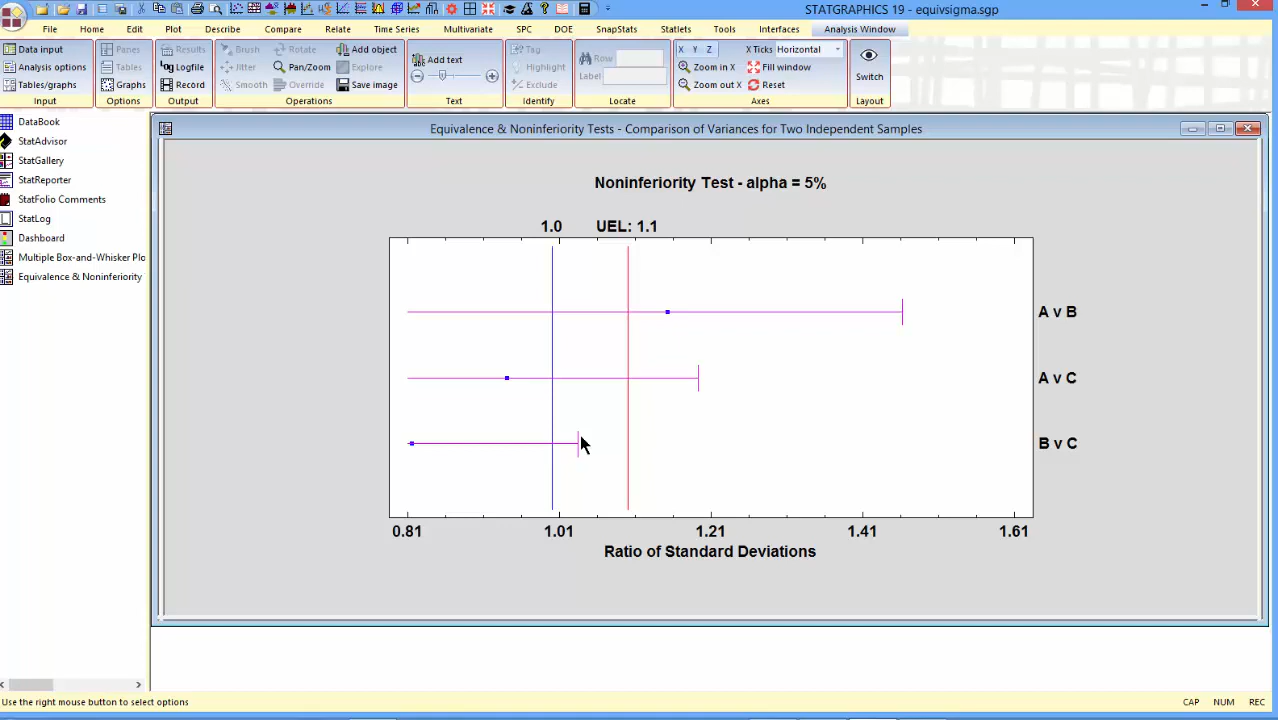 STATGRAPHICS 19 - equivsigma.sgp
File Home Edit Plot Describe Compare Relate Time Series Multivariate SPC DOE SnapStats Statlets Tools Interfaces Analysis Window
Data input
Analysis options
Tables/graphs
Input
Panes
Tables
Graphs
Options
Results
Logfile
Record
Output
Brush Rotate Add object
Jitter Pan/Zoom Explore
Smooth Override Save image
Operations
Add text
Text
Tag
Highlight
Exclude
Identify
Row
Label
Locate
X Y Z X Ticks Horizontal
Zoom in X Fill window
Zoom out X Reset
Axes
Switch
Layout
DataBook
StatAdvisor
StatGallery
StatReporter
StatFolio Comments
StatLog
Dashboard
Multiple Box-and-Whisker Plo
Equivalence & Noninferiority
Equivalence & Noninferiority Tests - Comparison of Variances for Two Independent Samples
Noninferiority Test - alpha = 5%
1.0 UEL: 1.1
A v B
A v C
B v C
0.81 1.01 1.21 1.41 1.61
Ratio of Standard Deviations
Use the right mouse button to select options
CAP NUM REC